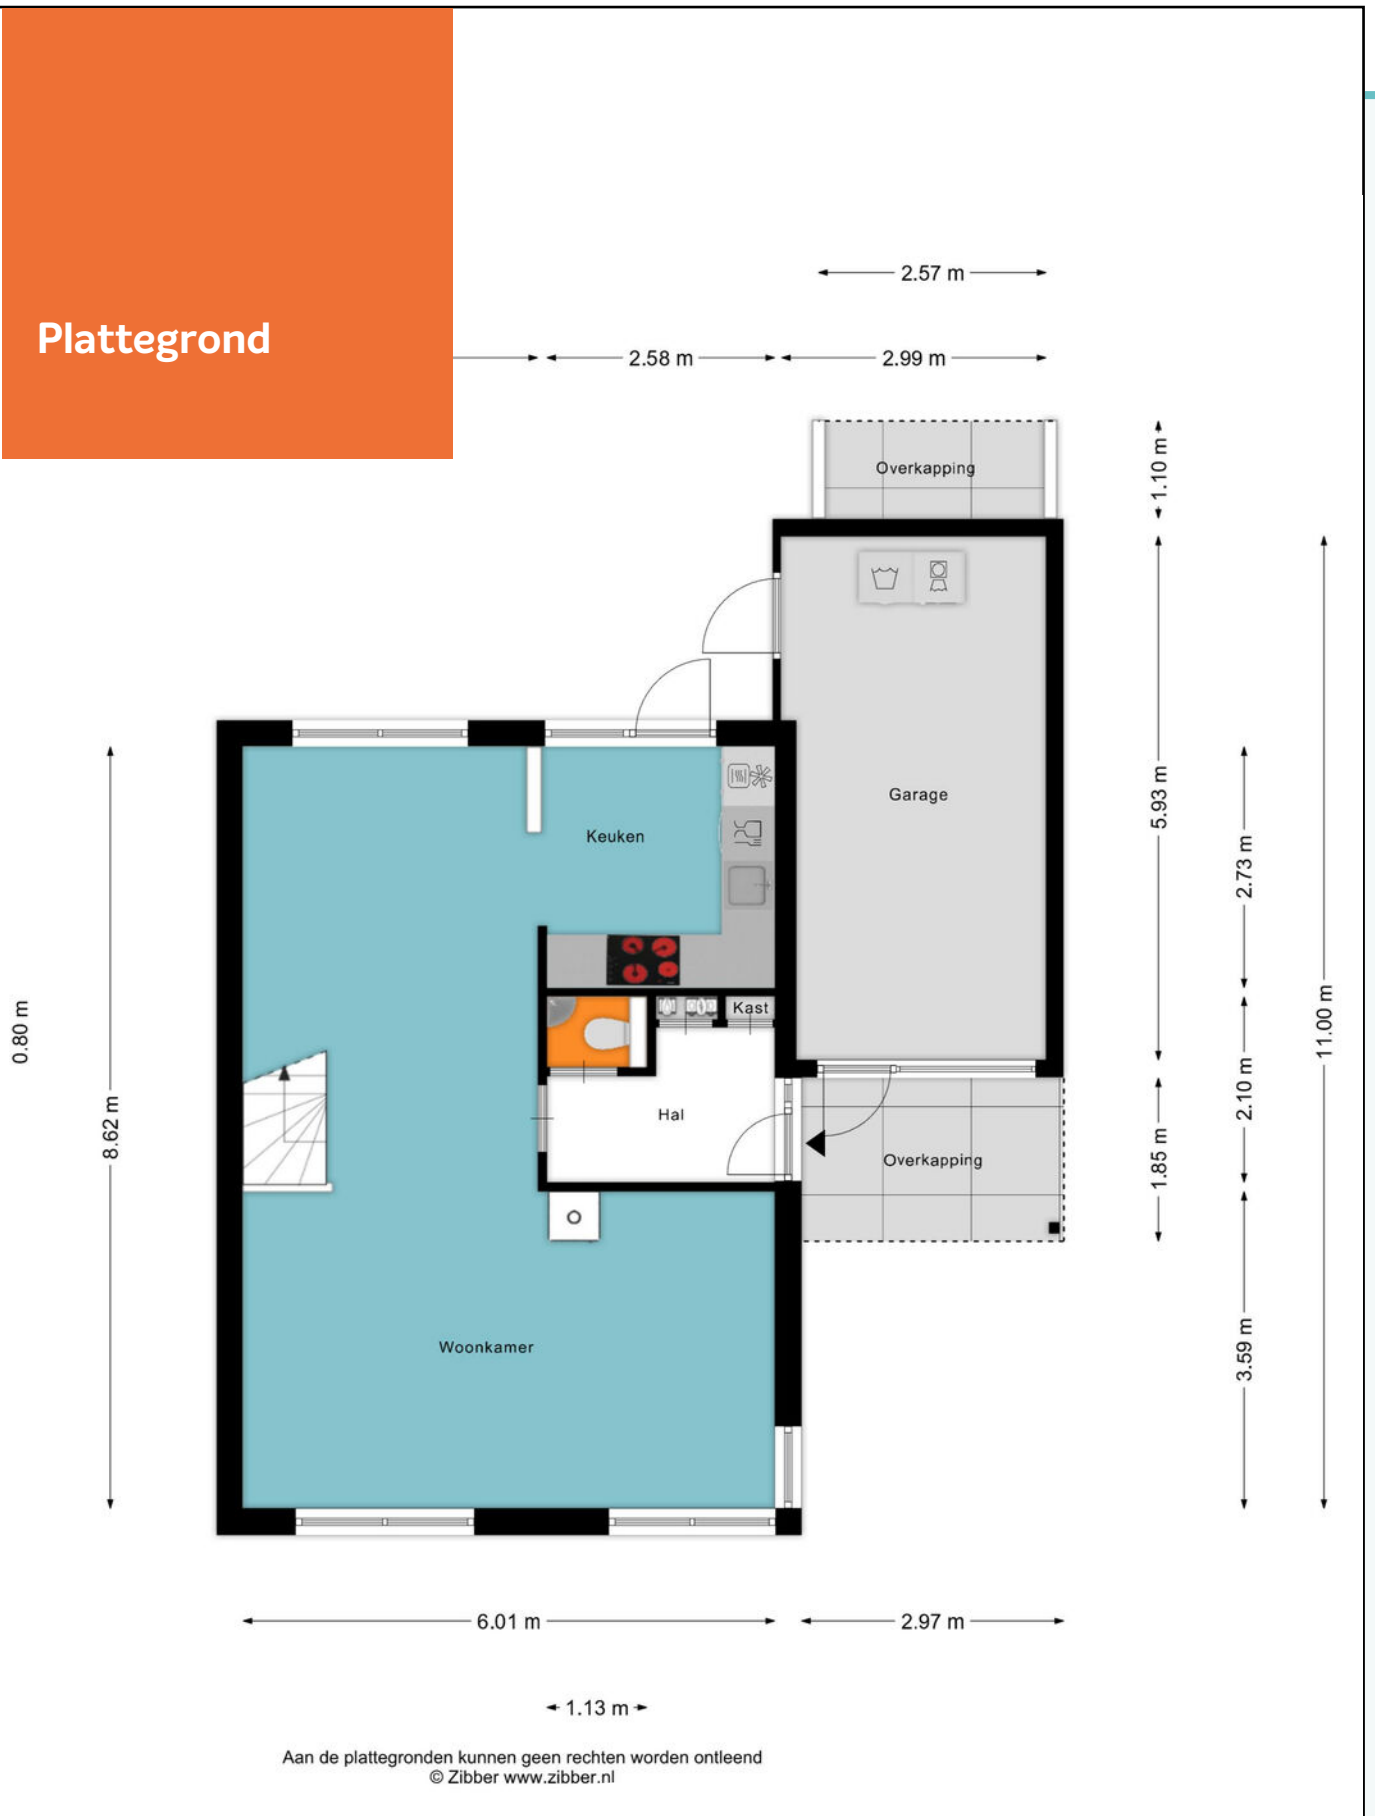 2.57 m
Plattegrond
2.58 m
2.99 m
Overkapping
1.10 m
Garage
5.93 m
Keuken
2.73 m
Kast
0.80 m
11.00 m
2.10 m
Hal
8.62 m
1.85 m
Overkapping
Woonkamer
3.59 m
6.01 m
2.97 m
1.13 m
Aan de plattegronden kunnen geen rechten worden ontleend
© Zibber www.zibber.nl